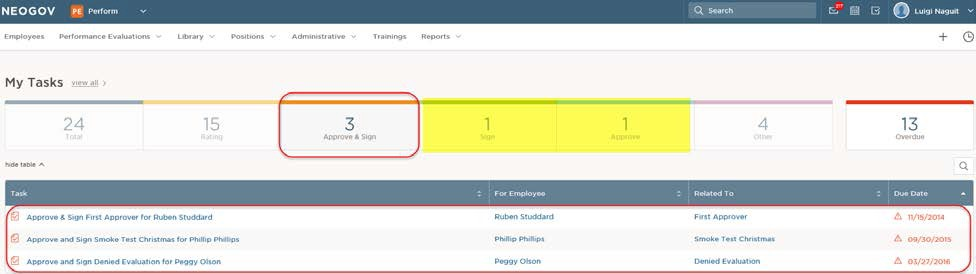 NEOGOV PE Perform Search 217 Luigi Naguit
Employees Performance Evaluations Library Positions Administrative Trainings Reports
My Tasks view all
24 15 3 1 1 4 13
Total Rating Approve & Sign Sign Approve Other Overdue
hide table
Task For Employee Related To Due Date
Approve & Sign First Approver for Ruben Studdard Ruben Studdard First Approver 11/15/2014
Approve and Sign Smoke Test Christmas for Phillip Phillips Phillip Phillips Smoke Test Christmas 09/30/2015
Approve and Sign Denied Evaluation for Peggy Olson Peggy Olson Denied Evaluation 03/27/2016